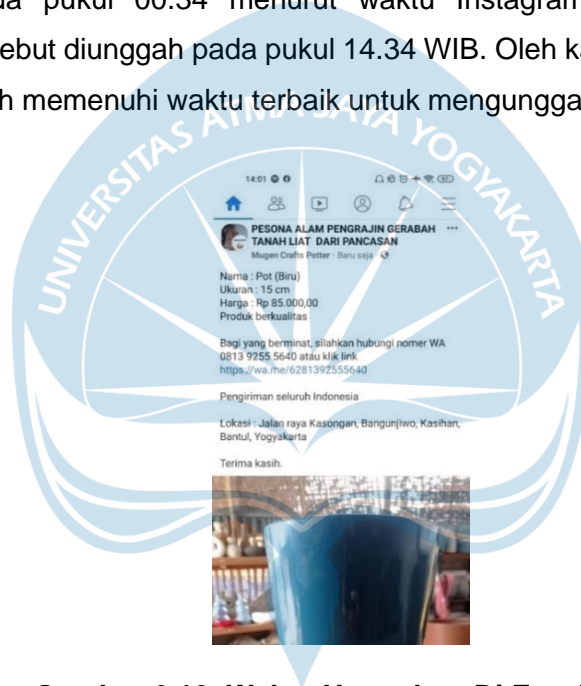 da pukul 00.34 menurut waktu Instagram
ebut diunggah pada pukul 14.34 WIB. Oleh ka
h memenuhi waktu terbaik untuk mengungga
UNIVERSITAS ATMA JAYA YOGYAKARTA
14:01
PESONA ALAM PENGRAJIN GERABAH
TANAH LIAT DARI PANCASAN
Mugen Crafts Potter · Baru saja ·
Nama : Pot (Biru)
Ukuran : 15 cm
Harga : Rp 85.000,00
Produk berkualitas
Bagi yang berminat, silahkan hubungi nomer WA
0813 9255 5640 atau klik link
https://wa.me/6281392555640
Pengiriman seluruh Indonesia
Lokasi : Jalan raya Kasongan, Bangunjiwo, Kasihan,
Bantul, Yogyakarta
Terima kasih.